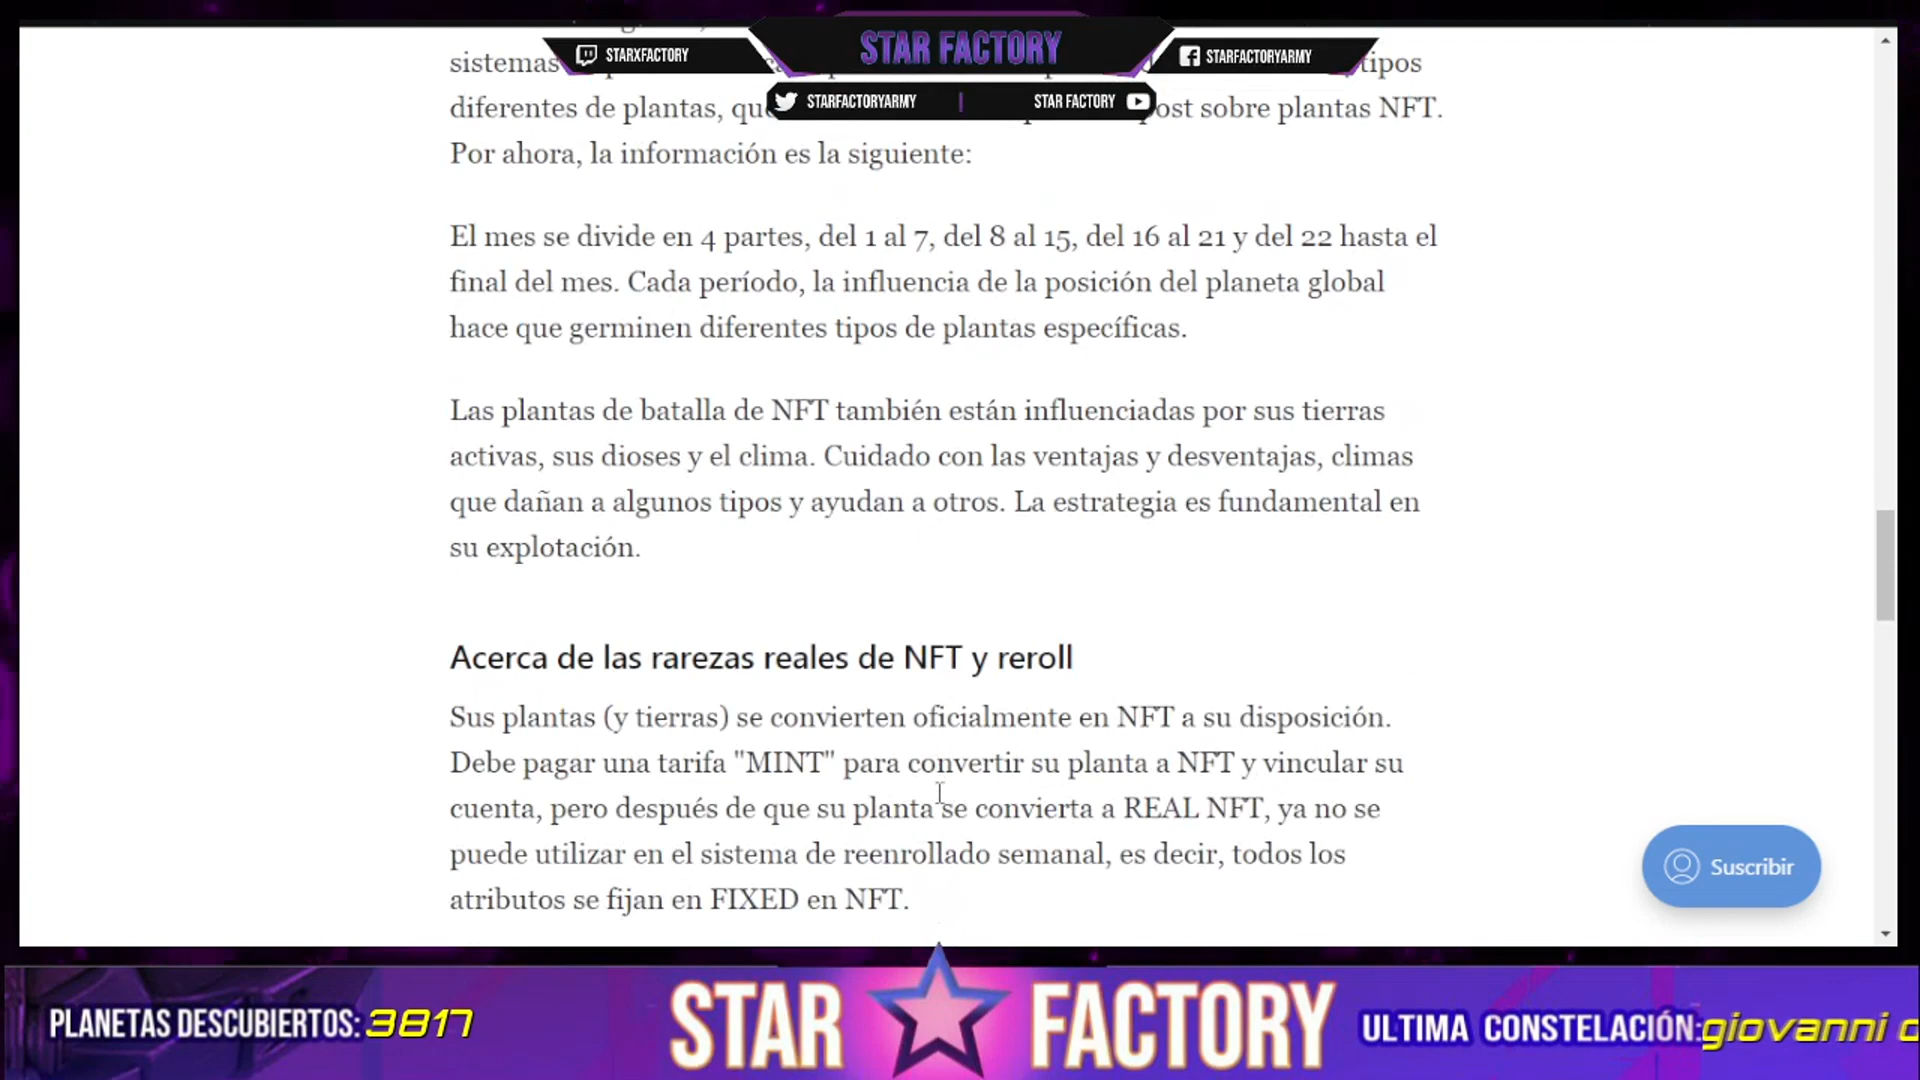 STAR FACTORY
STARXFACTORY
STARFACTORYARMY
STARFACTORYARMY
STAR FACTORY
sistemas tipos
diferentes de plantas, que post sobre plantas NFT.
Por ahora, la información es la siguiente:
El mes se divide en 4 partes, del 1 al 7, del 8 al 15, del 16 al 21 y del 22 hasta el
final del mes. Cada período, la influencia de la posición del planeta global
hace que germinen diferentes tipos de plantas específicas.
Las plantas de batalla de NFT también están influenciadas por sus tierras
activas, sus dioses y el clima. Cuidado con las ventajas y desventajas, climas
que dañan a algunos tipos y ayudan a otros. La estrategia es fundamental en
su explotación.
Acerca de las rarezas reales de NFT y reroll
Sus plantas (y tierras) se convierten oficialmente en NFT a su disposición.
Debe pagar una tarifa "MINT" para convertir su planta a NFT y vincular su
cuenta, pero después de que su planta se convierta a REAL NFT, ya no se
puede utilizar en el sistema de reenrollado semanal, es decir, todos los
atributos se fijan en FIXED en NFT.
Suscribir
PLANETAS DESCUBIERTOS: 3817
STAR FACTORY
ULTIMA CONSTELACIÓN: giovanni